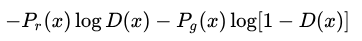 −P_r(x) log D(x) − P_g(x) log[1 − D(x)]